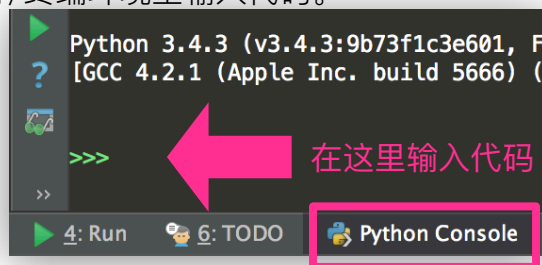 Python 3.4.3 (v3.4.3:9b73f1c3e601, F
[GCC 4.2.1 (Apple Inc. build 5666) (
>>>
在这里输入代码
4: Run 6: TODO Python Console